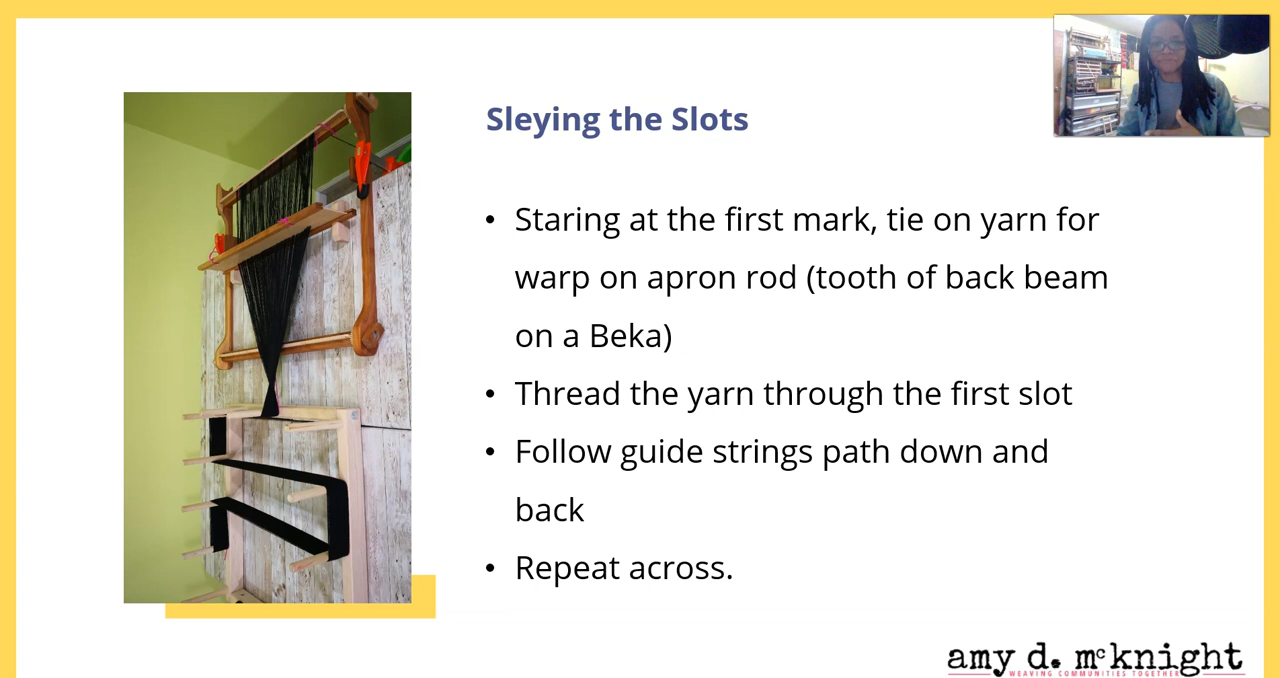 Sleying the Slots
• Staring at the first mark, tie on yarn for
warp on apron rod (tooth of back beam
on a Beka)
• Thread the yarn through the first slot
• Follow guide strings path down and
back
• Repeat across.
amy d. mcknight
WEAVING COMMUNITIES TOGETHER